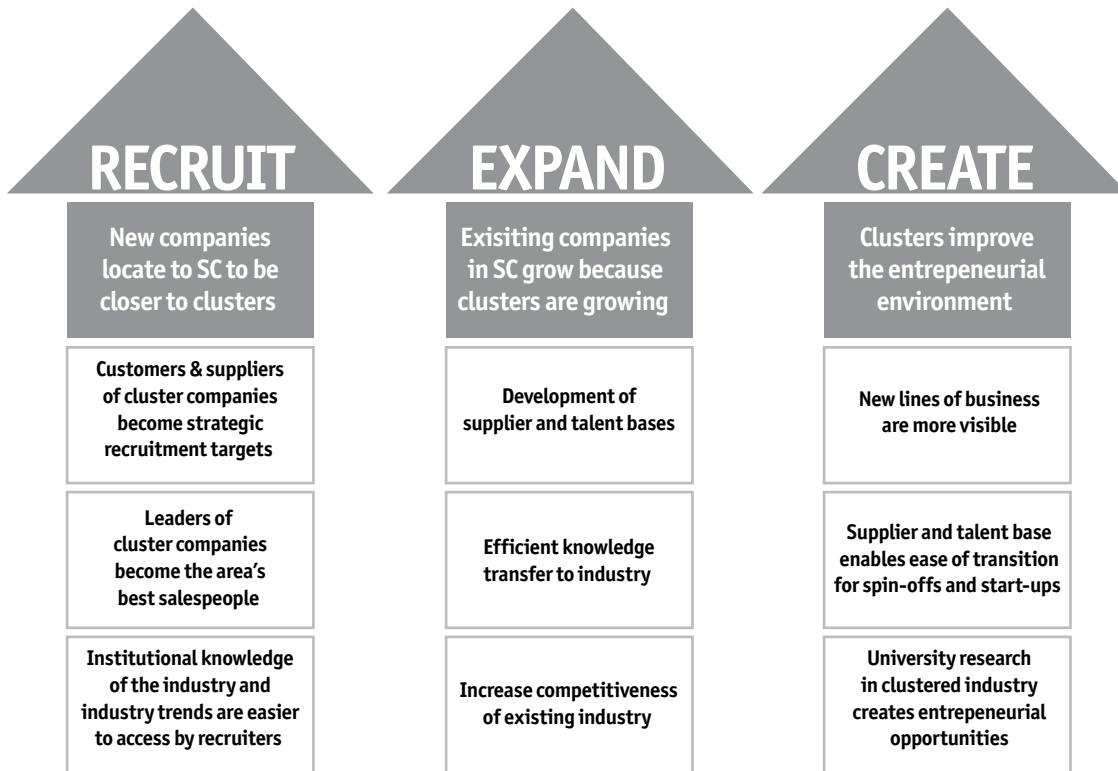 RECRUIT
New companies
locate to SC to be
closer to clusters
Customers & suppliers
of cluster companies
become strategic
recruitment targets
Leaders of
cluster companies
become the area's
best salespeople
Institutional knowledge
of the industry and
industry trends are easier
to access by recruiters
EXPAND
Exisiting companies
in SC grow because
clusters are growing
Development of
supplier and talent bases
Efficient knowledge
transfer to industry
Increase competitiveness
of existing industry
CREATE
Clusters improve
the entrepeneurial
environment
New lines of business
are more visible
Supplier and talent base
enables ease of transition
for spin-offs and start-ups
University research
in clustered industry
creates entrepeneurial
opportunities